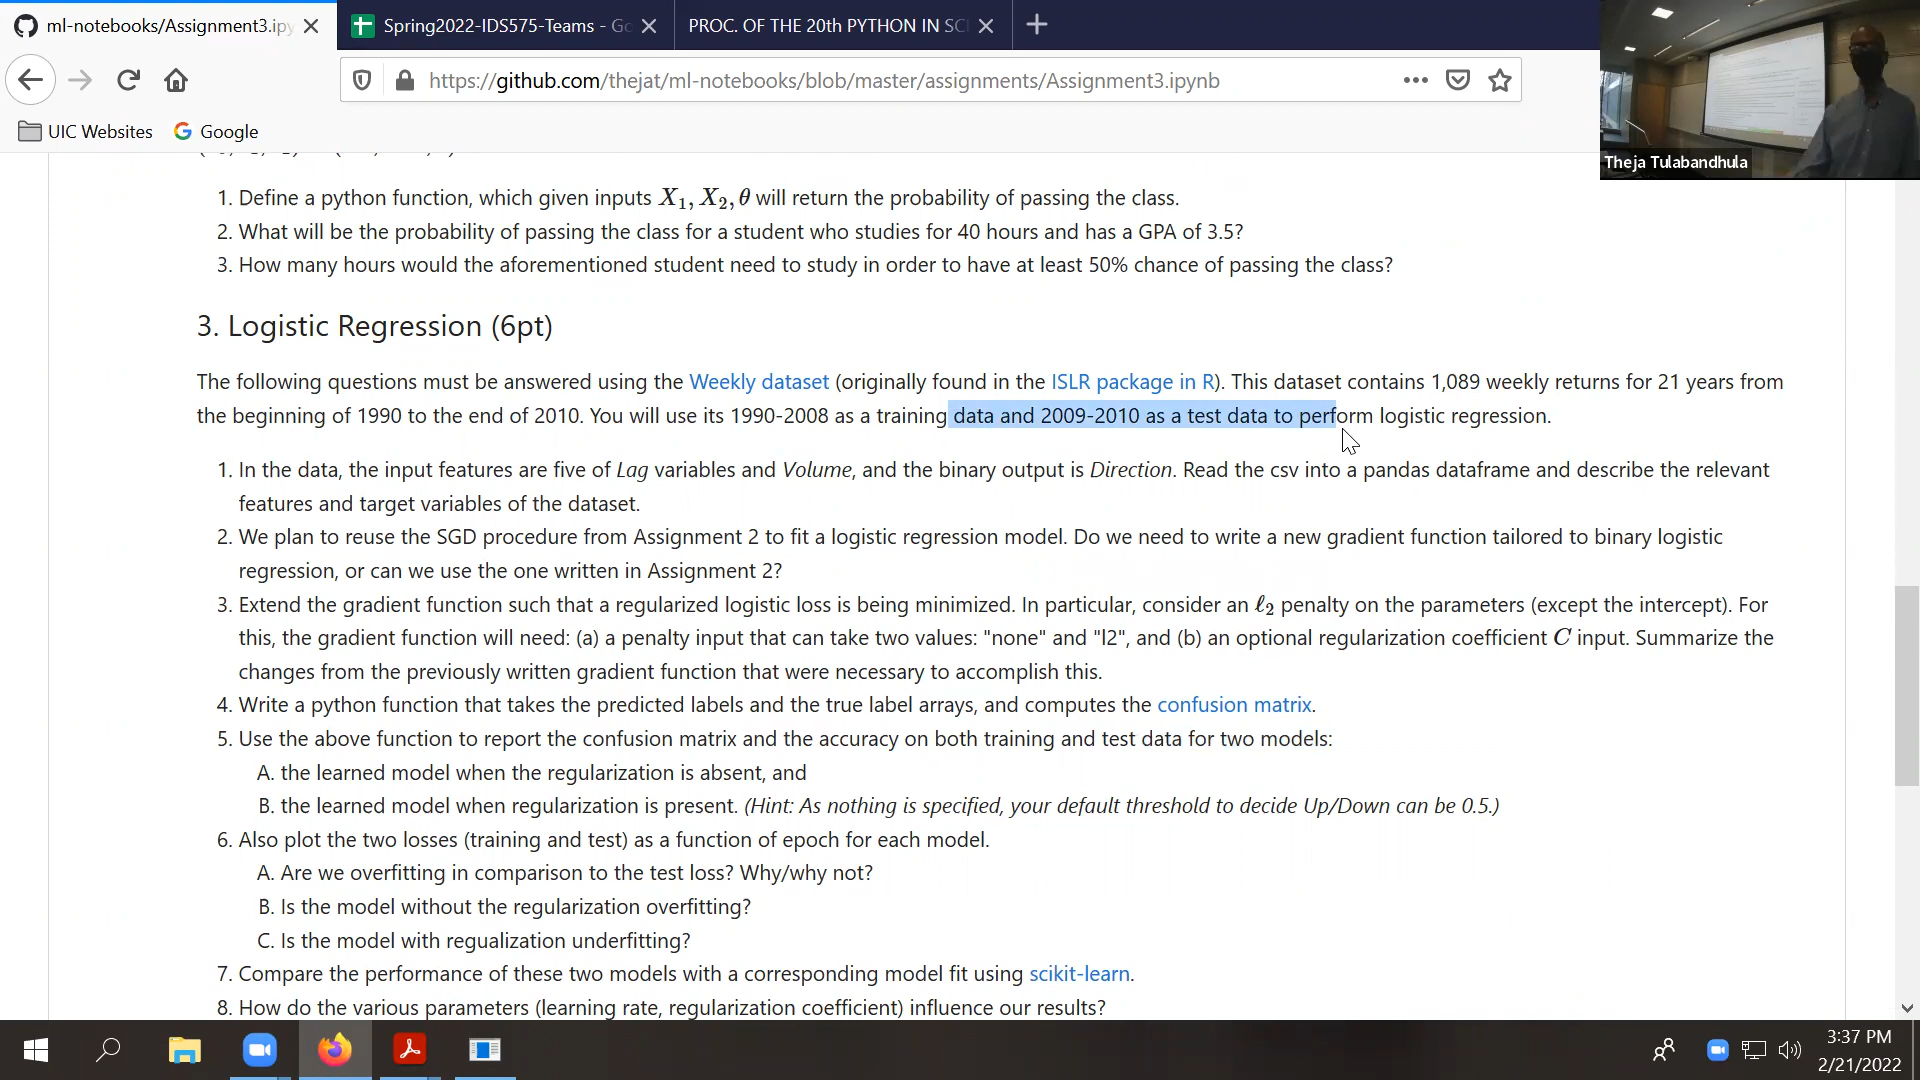 ml-notebooks/Assignment3.ipy
Spring2022-IDS575-Teams - Go
PROC. OF THE 20th PYTHON IN SC
https://github.com/thejat/ml-notebooks/blob/master/assignments/Assignment3.ipynb
UIC Websites
Google
Theja Tulabandhula
1. Define a python function, which given inputs X₁, X₂, θ will return the probability of passing the class.
2. What will be the probability of passing the class for a student who studies for 40 hours and has a GPA of 3.5?
3. How many hours would the aforementioned student need to study in order to have at least 50% chance of passing the class?
3. Logistic Regression (6pt)
The following questions must be answered using the Weekly dataset (originally found in the ISLR package in R). This dataset contains 1,089 weekly returns for 21 years from
the beginning of 1990 to the end of 2010. You will use its 1990-2008 as a training data and 2009-2010 as a test data to perform logistic regression.
1. In the data, the input features are five of Lag variables and Volume, and the binary output is Direction. Read the csv into a pandas dataframe and describe the relevant
features and target variables of the dataset.
2. We plan to reuse the SGD procedure from Assignment 2 to fit a logistic regression model. Do we need to write a new gradient function tailored to binary logistic
regression, or can we use the one written in Assignment 2?
3. Extend the gradient function such that a regularized logistic loss is being minimized. In particular, consider an ℓ₂ penalty on the parameters (except the intercept). For
this, the gradient function will need: (a) a penalty input that can take two values: "none" and "l2", and (b) an optional regularization coefficient C input. Summarize the
changes from the previously written gradient function that were necessary to accomplish this.
4. Write a python function that takes the predicted labels and the true label arrays, and computes the confusion matrix.
5. Use the above function to report the confusion matrix and the accuracy on both training and test data for two models:
A. the learned model when the regularization is absent, and
B. the learned model when regularization is present. (Hint: As nothing is specified, your default threshold to decide Up/Down can be 0.5.)
6. Also plot the two losses (training and test) as a function of epoch for each model.
A. Are we overfitting in comparison to the test loss? Why/why not?
B. Is the model without the regularization overfitting?
C. Is the model with regualization underfitting?
7. Compare the performance of these two models with a corresponding model fit using scikit-learn.
8. How do the various parameters (learning rate, regularization coefficient) influence our results?
3:37 PM
2/21/2022